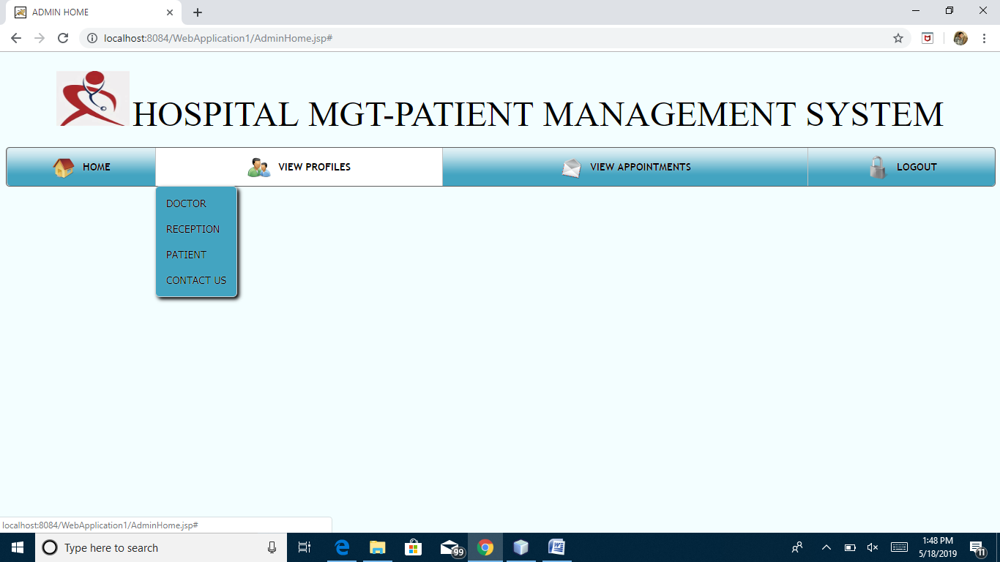 ADMIN HOME
localhost:8084/WebApplication1/AdminHome.jsp#
HOSPITAL MGT-PATIENT MANAGEMENT SYSTEM
HOME VIEW PROFILES VIEW APPOINTMENTS LOGOUT
DOCTOR
RECEPTION
PATIENT
CONTACT US
localhost:8084/WebApplication1/AdminHome.jsp#
Type here to search
99
W
1:48 PM
5/18/2019
11